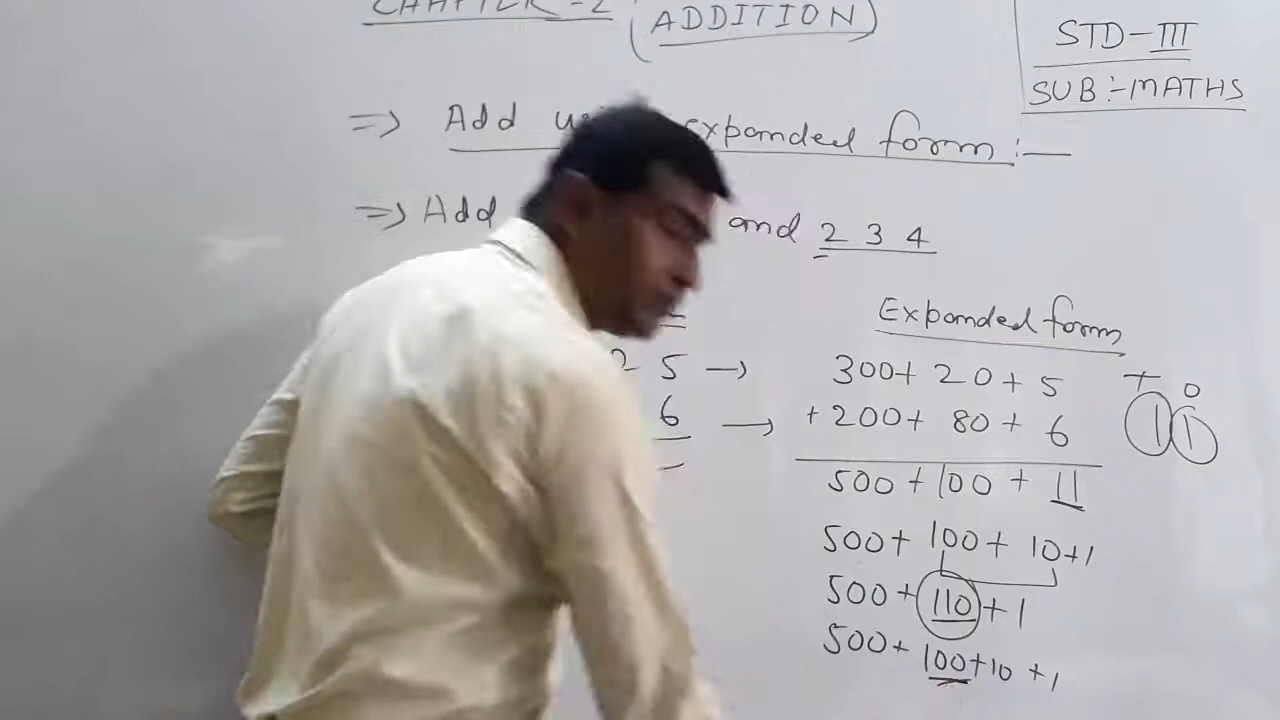 CHAPTER-2 (ADDITION)
STD-III
SUB:-MATHS
=> Add expanded form :—
=> Add and 2 3 4
Expanded form
2 5 → 300+ 20+ 5
6 → +200+ 80+ 6
T O
1 1
500+100+ 11
500+ 100+ 10+1
500+ 110+1
500+ 100+10+1